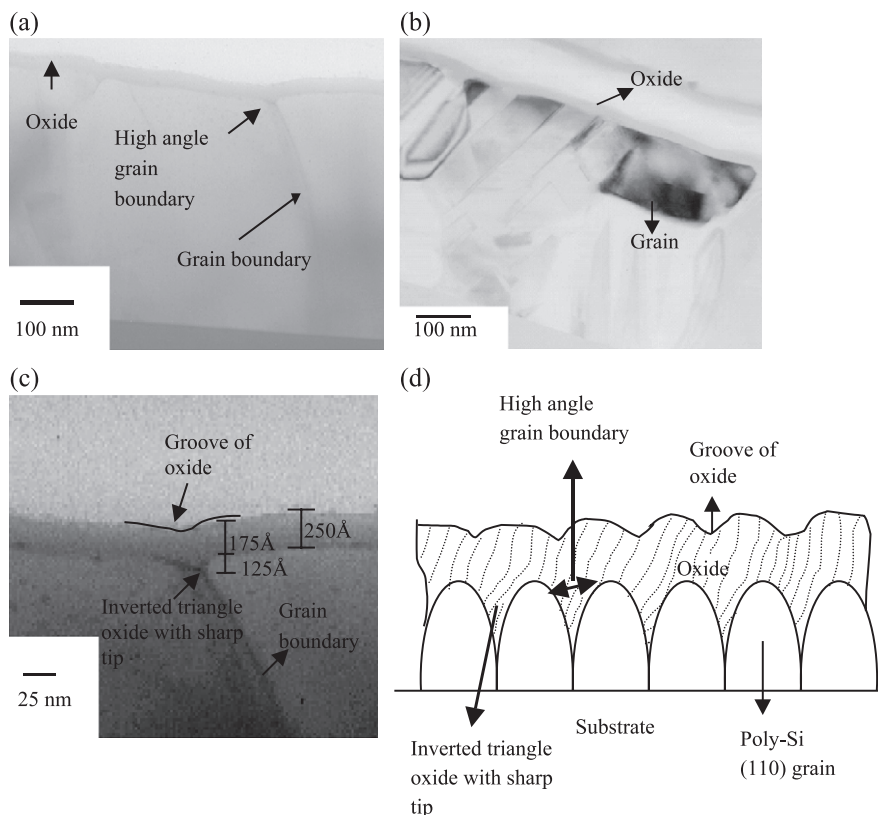 (a)
Oxide
High angle
grain
boundary
Grain boundary
100 nm
(b)
Oxide
Grain
100 nm
(c)
Groove of
oxide
175Å
250Å
125Å
Inverted triangle
oxide with sharp
tip
Grain
boundary
25 nm
(d)
High angle
grain boundary
Groove of
oxide
Oxide
Substrate
Inverted triangle
oxide with sharp
tip
Poly-Si
(110) grain